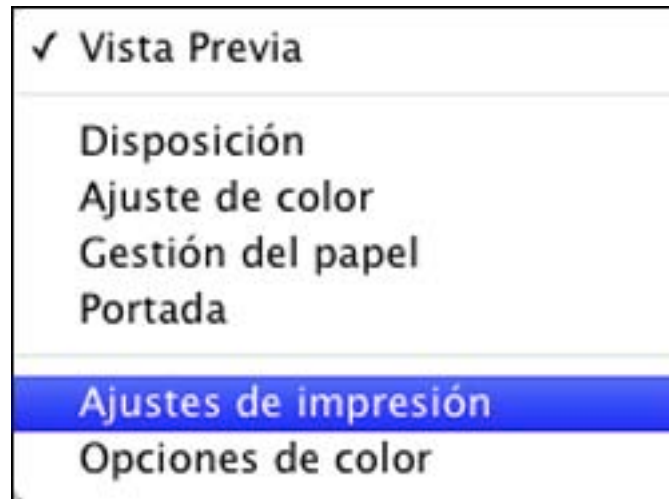 ✓ Vista Previa
Disposición
Ajuste de color
Gestión del papel
Portada
Ajustes de impresión
Opciones de color